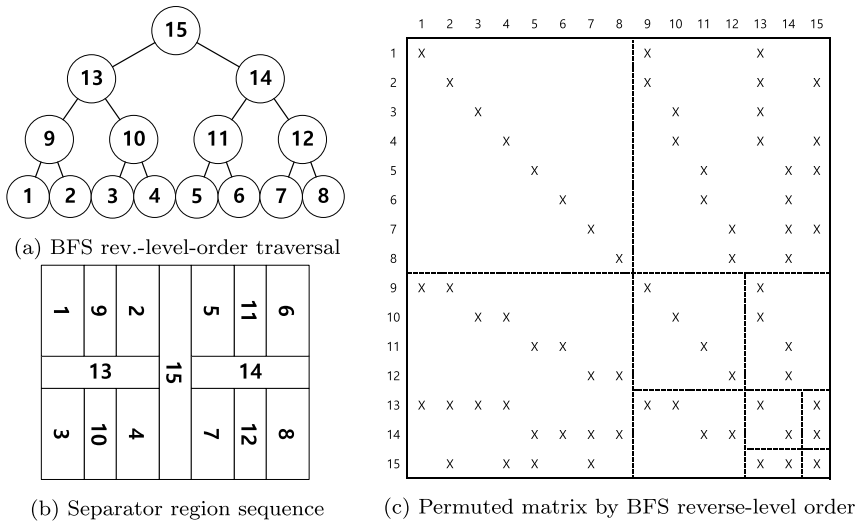 15
13 14
9 10 11 12
1 2 3 4 5 6 7 8
(a) BFS rev.-level-order traversal
1 9 2 5 11 6
13 15 14
3 10 4 7 12 8
(b) Separator region sequence
1 2 3 4 5 6 7 8 9 10 11 12 13 14 15
1 X X X
2 X X X X
3 X X X
4 X X X X
5 X X X X
6 X X X
7 X X X X
8 X X X
9 X X X X
10 X X X X
11 X X X X
12 X X X X
13 X X X X X X X X
14 X X X X X X X X
15 X X X X X X X
(c) Permuted matrix by BFS reverse-level order